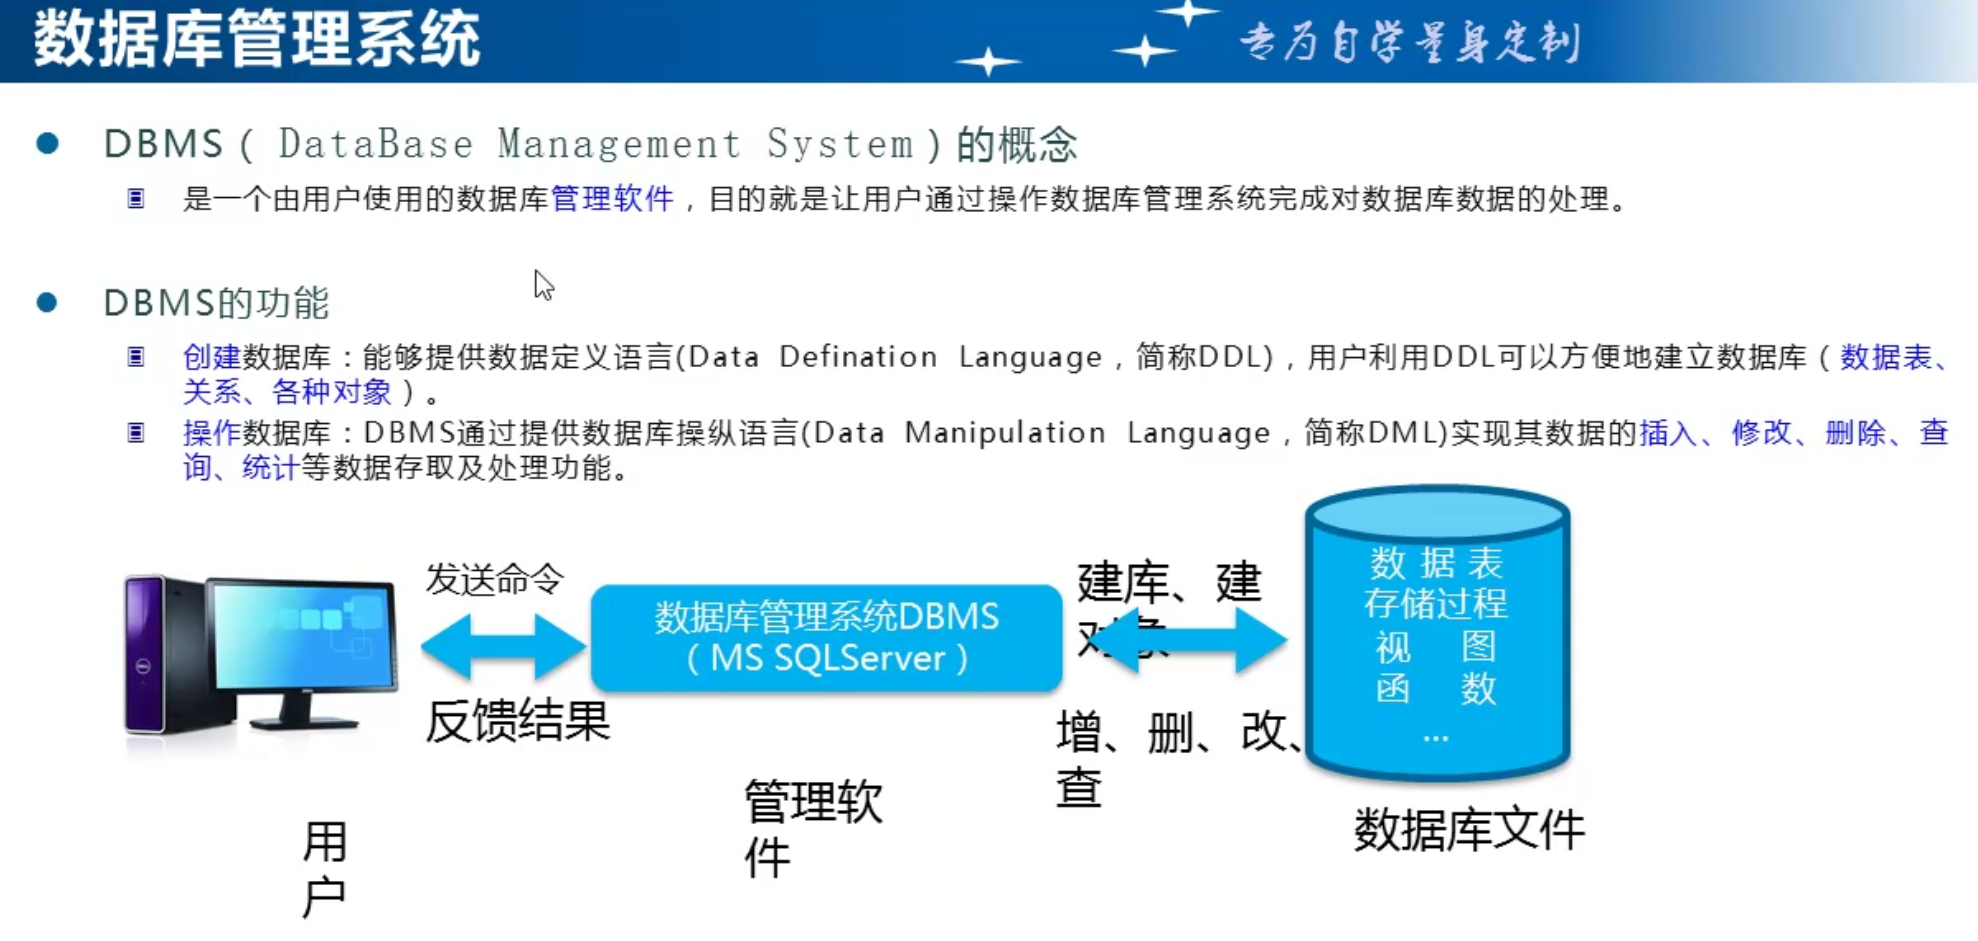 数据库管理系统
专为自学量身定制
DBMS（ DataBase Management System）的概念
是一个由用户使用的数据库管理软件，目的就是让用户通过操作数据库管理系统完成对数据库数据的处理。
DBMS的功能
创建数据库：能够提供数据定义语言(Data Defination Language，简称DDL)，用户利用DDL可以方便地建立数据库（数据表、
关系、各种对象）。
操作数据库：DBMS通过提供数据库操纵语言(Data Manipulation Language，简称DML)实现其数据的插入、修改、删除、查
询、统计等数据存取及处理功能。
发送命令
反馈结果
用
户
数据库管理系统DBMS
（MS SQLServer）
管理软
件
建库、建
对象
增、删、改、
查
数 据 表
存储过程
视 图
函 数
...
数据库文件